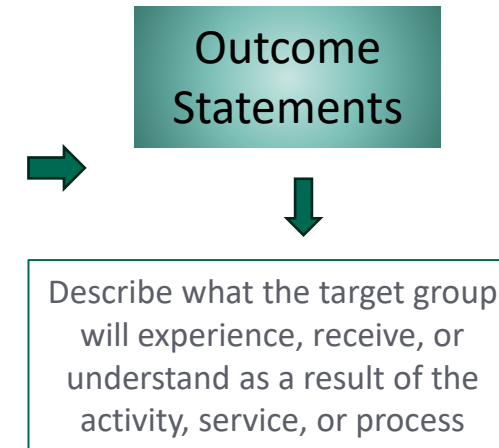 Outcome
Statements
Describe what the target group
will experience, receive, or
understand as a result of the
activity, service, or process